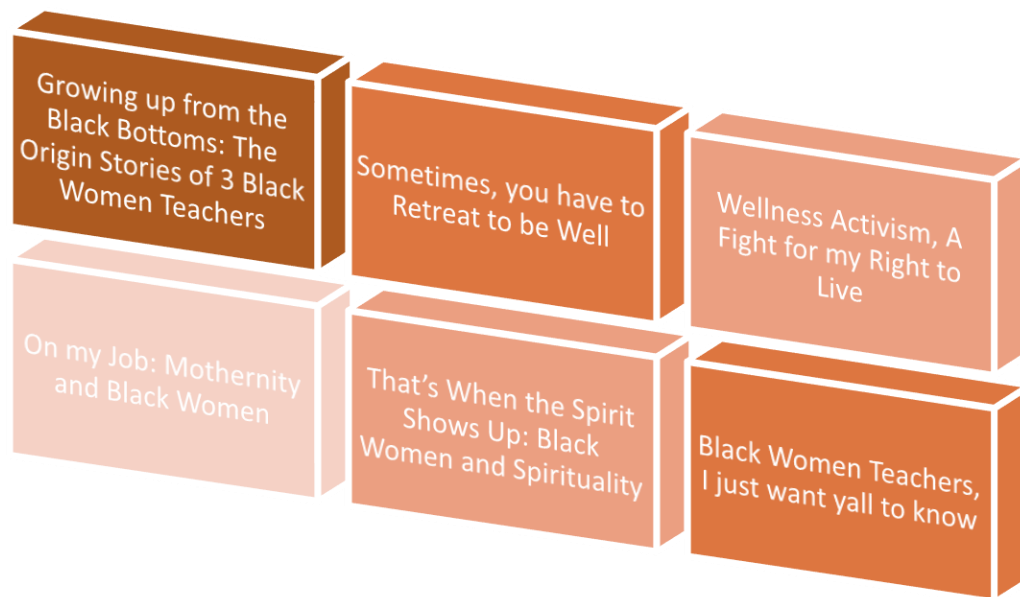 Growing up from the
Black Bottoms: The
Origin Stories of 3 Black
Women Teachers
Sometimes, you have to
Retreat to be Well
Wellness Activism, A
Fight for my Right to
Live
On my Job: Mothernity
and Black Women
That's When the Spirit
Shows Up: Black
Women and Spirituality
Black Women Teachers,
I just want yall to know